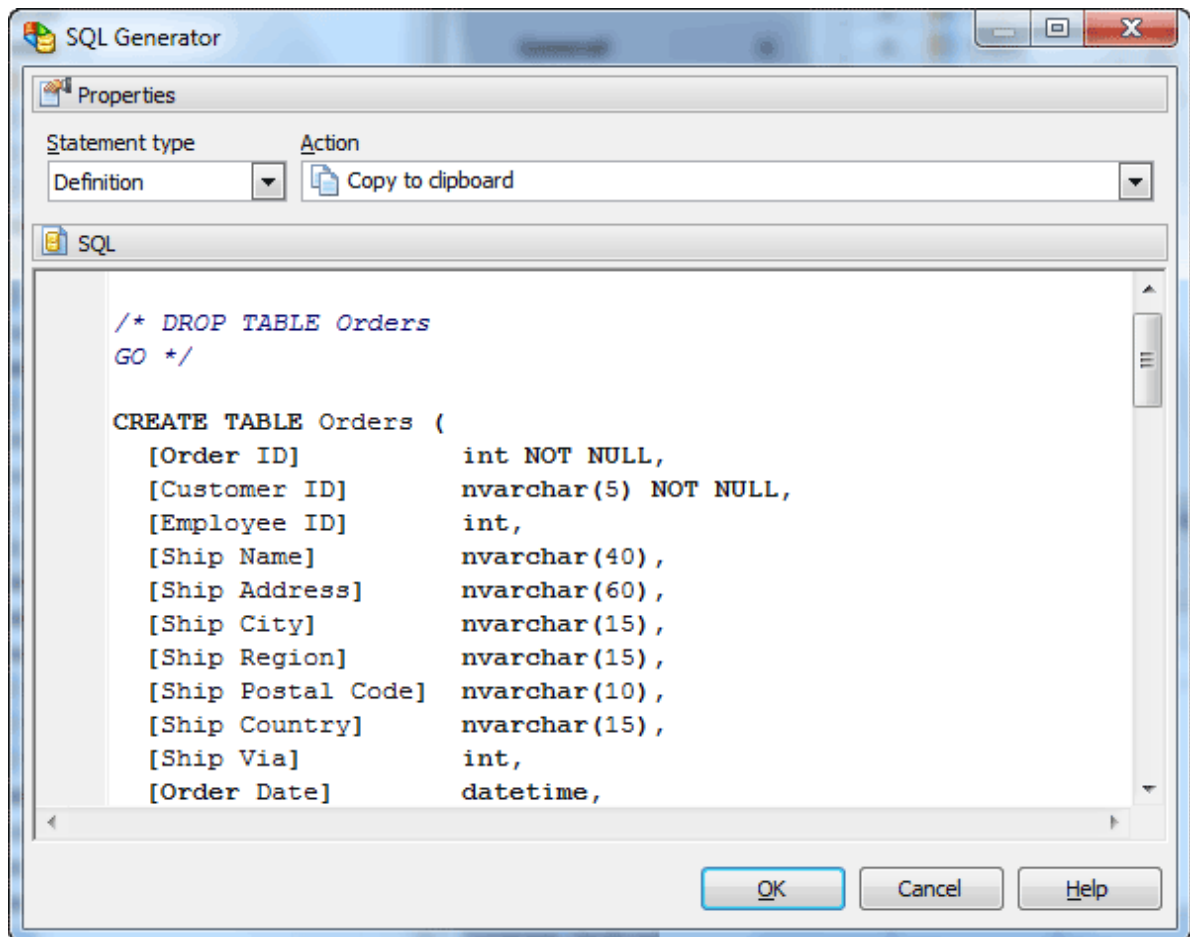 SQL Generator
Properties
Statement type Action
Definition Copy to clipboard
SQL
/* DROP TABLE Orders
GO */
CREATE TABLE Orders (
[Order ID] int NOT NULL,
[Customer ID] nvarchar(5) NOT NULL,
[Employee ID] int,
[Ship Name] nvarchar(40),
[Ship Address] nvarchar(60),
[Ship City] nvarchar(15),
[Ship Region] nvarchar(15),
[Ship Postal Code] nvarchar(10),
[Ship Country] nvarchar(15),
[Ship Via] int,
[Order Date] datetime,
OK Cancel Help